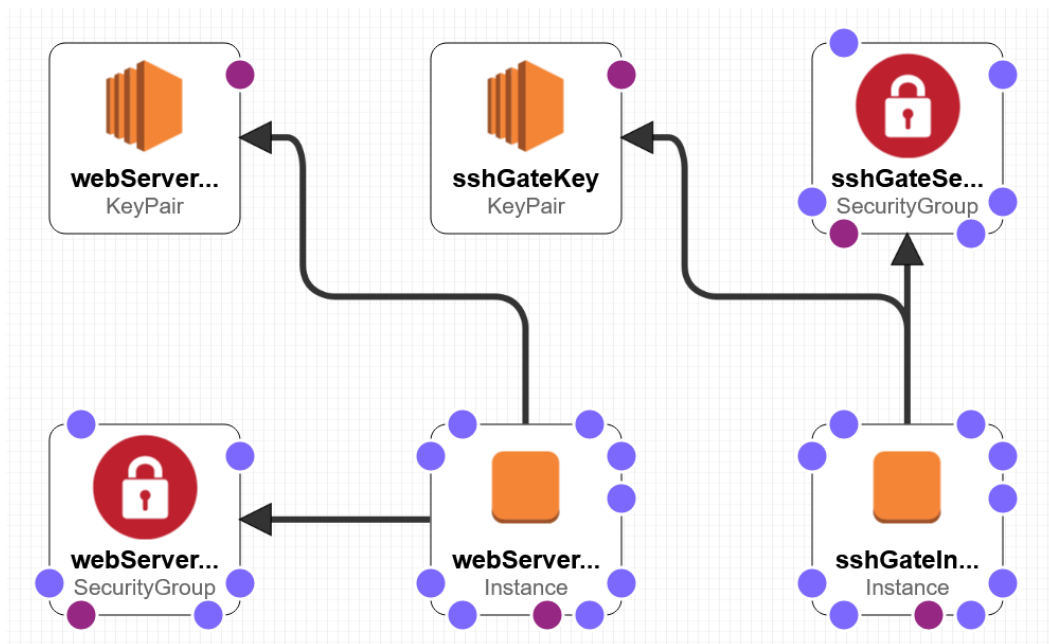 webServer...
KeyPair
sshGateKey
KeyPair
sshGateSe...
SecurityGroup
webServer...
SecurityGroup
webServer...
Instance
sshGateIn...
Instance